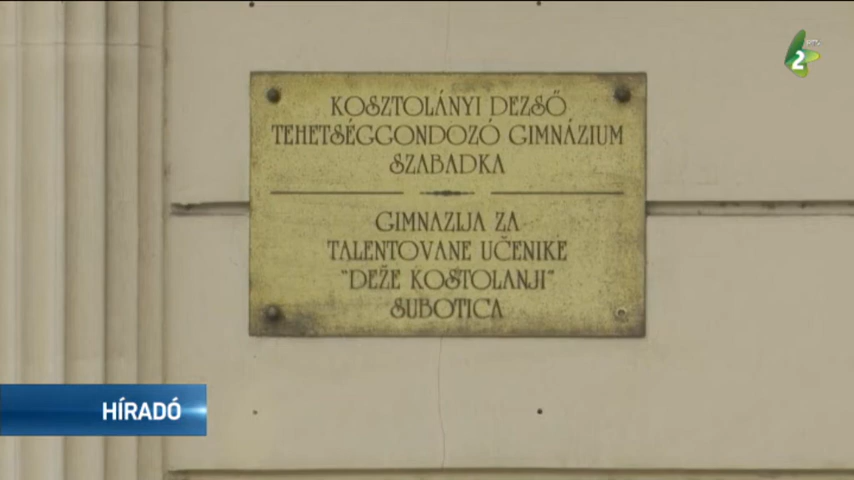 2
KOSZTOLÁNYI DEZSŐ
TEHETSÉGGONDOZÓ GIMNÁZIUM
SZABADKA
GIMNAZIJA ZA
TALENTOVANE UČENIKE
"DEŽE KOSTOLANJI"
SUBOTICA
HÍRADÓ